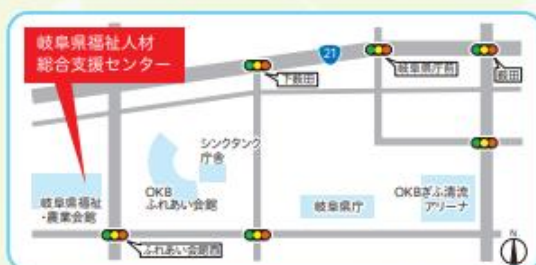 岐阜県福祉人材
総合支援センター
21
下薮田
岐阜県庁前
薮田
シンクタンク
庁舎
OKB
ふれあい会館
岐阜県福祉
・農業会館
岐阜県庁
OKBぎふ清流
アリーナ
ふれあい会館西
N